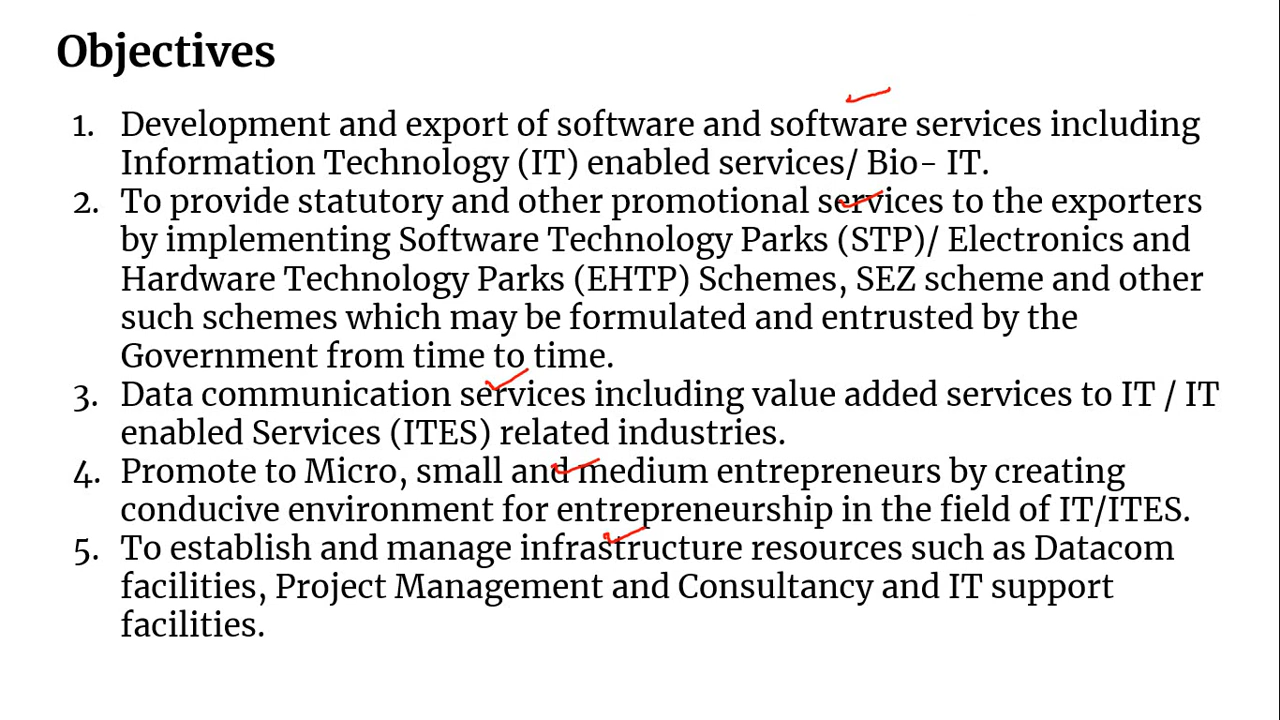 Objectives
1. Development and export of software and software services including
Information Technology (IT) enabled services/ Bio- IT.
2. To provide statutory and other promotional services to the exporters
by implementing Software Technology Parks (STP)/ Electronics and
Hardware Technology Parks (EHTP) Schemes, SEZ scheme and other
such schemes which may be formulated and entrusted by the
Government from time to time.
3. Data communication services including value added services to IT / IT
enabled Services (ITES) related industries.
4. Promote to Micro, small and medium entrepreneurs by creating
conducive environment for entrepreneurship in the field of IT/ITES.
5. To establish and manage infrastructure resources such as Datacom
facilities, Project Management and Consultancy and IT support
facilities.